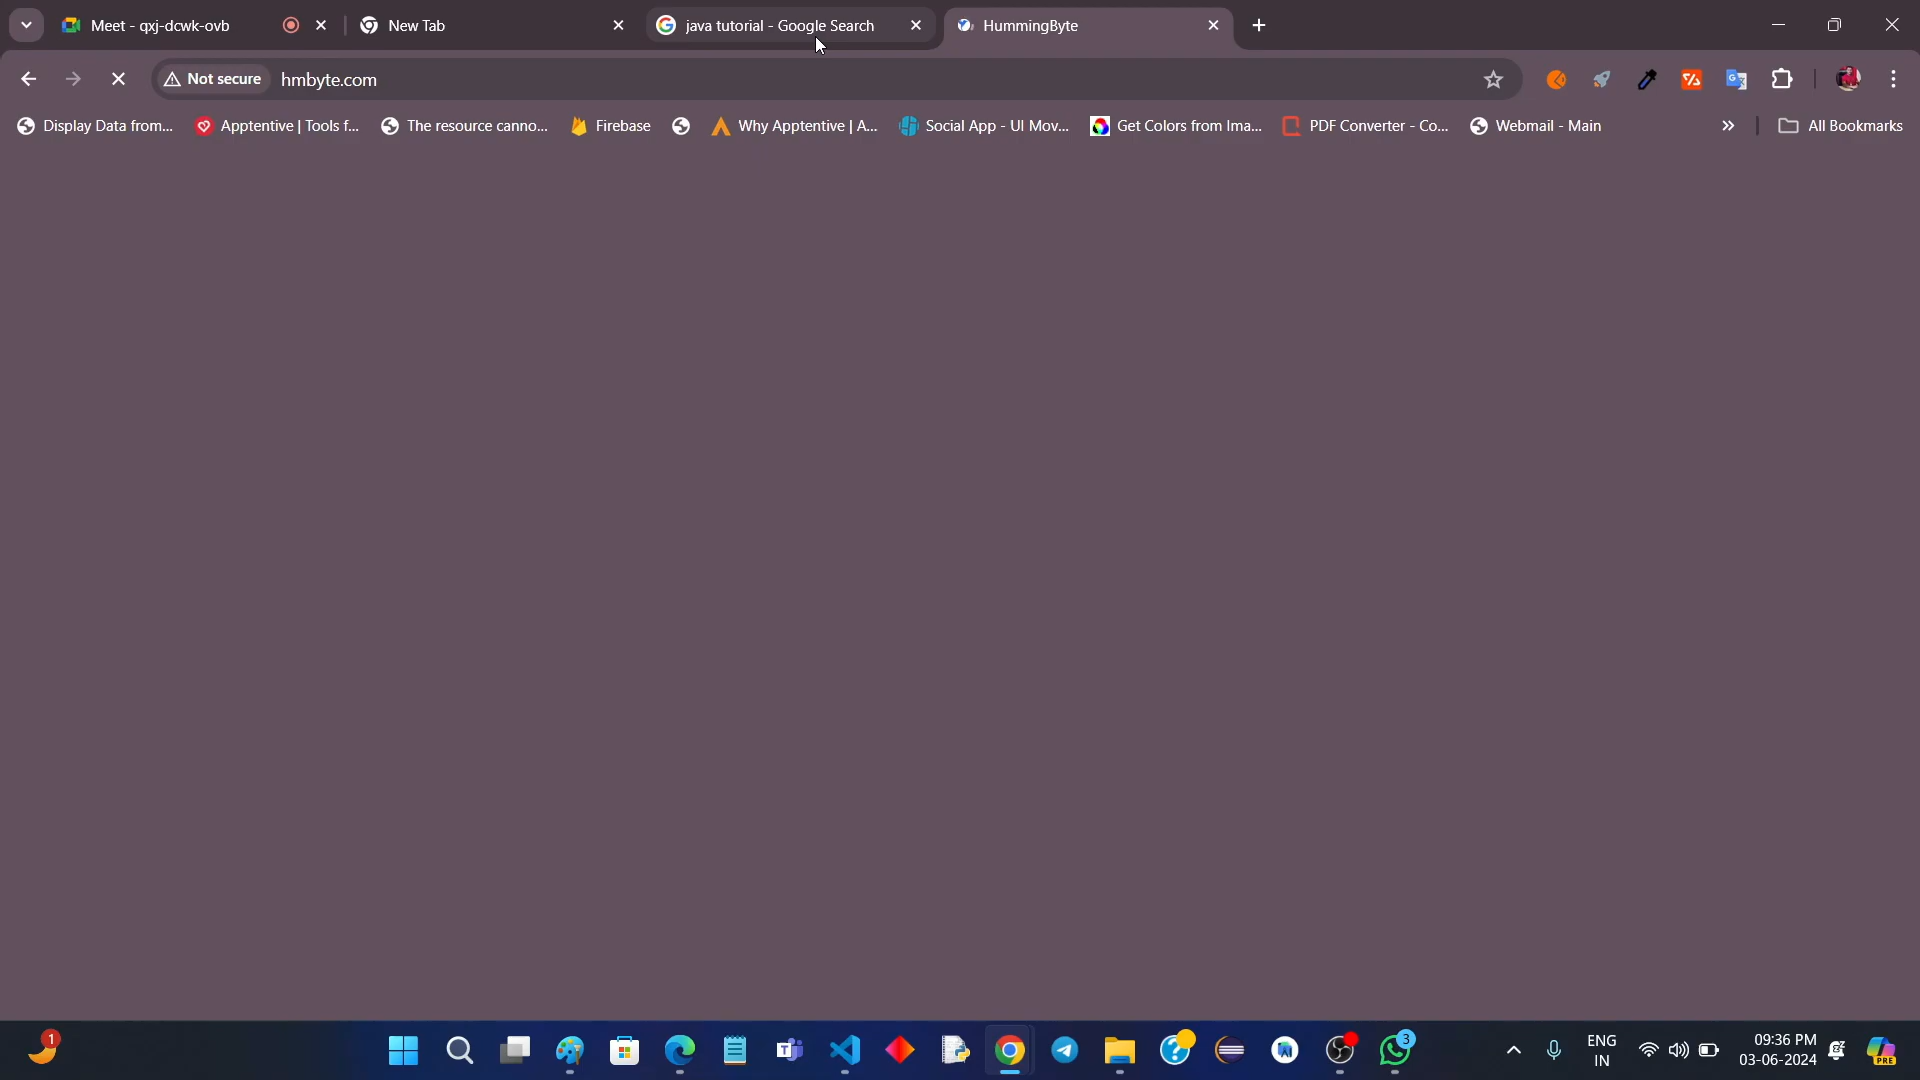 Meet - qxj-dcwk-ovb
New Tab
java tutorial - Google Search
HummingByte
Not secure
hmbyte.com
Display Data from...
Apptentive | Tools f...
The resource canno...
Firebase
Why Apptentive | A...
Social App - UI Mov...
Get Colors from Ima...
PDF Converter - Co...
Webmail - Main
All Bookmarks
1
3
ENG
IN
09:36 PM
03-06-2024
PRE